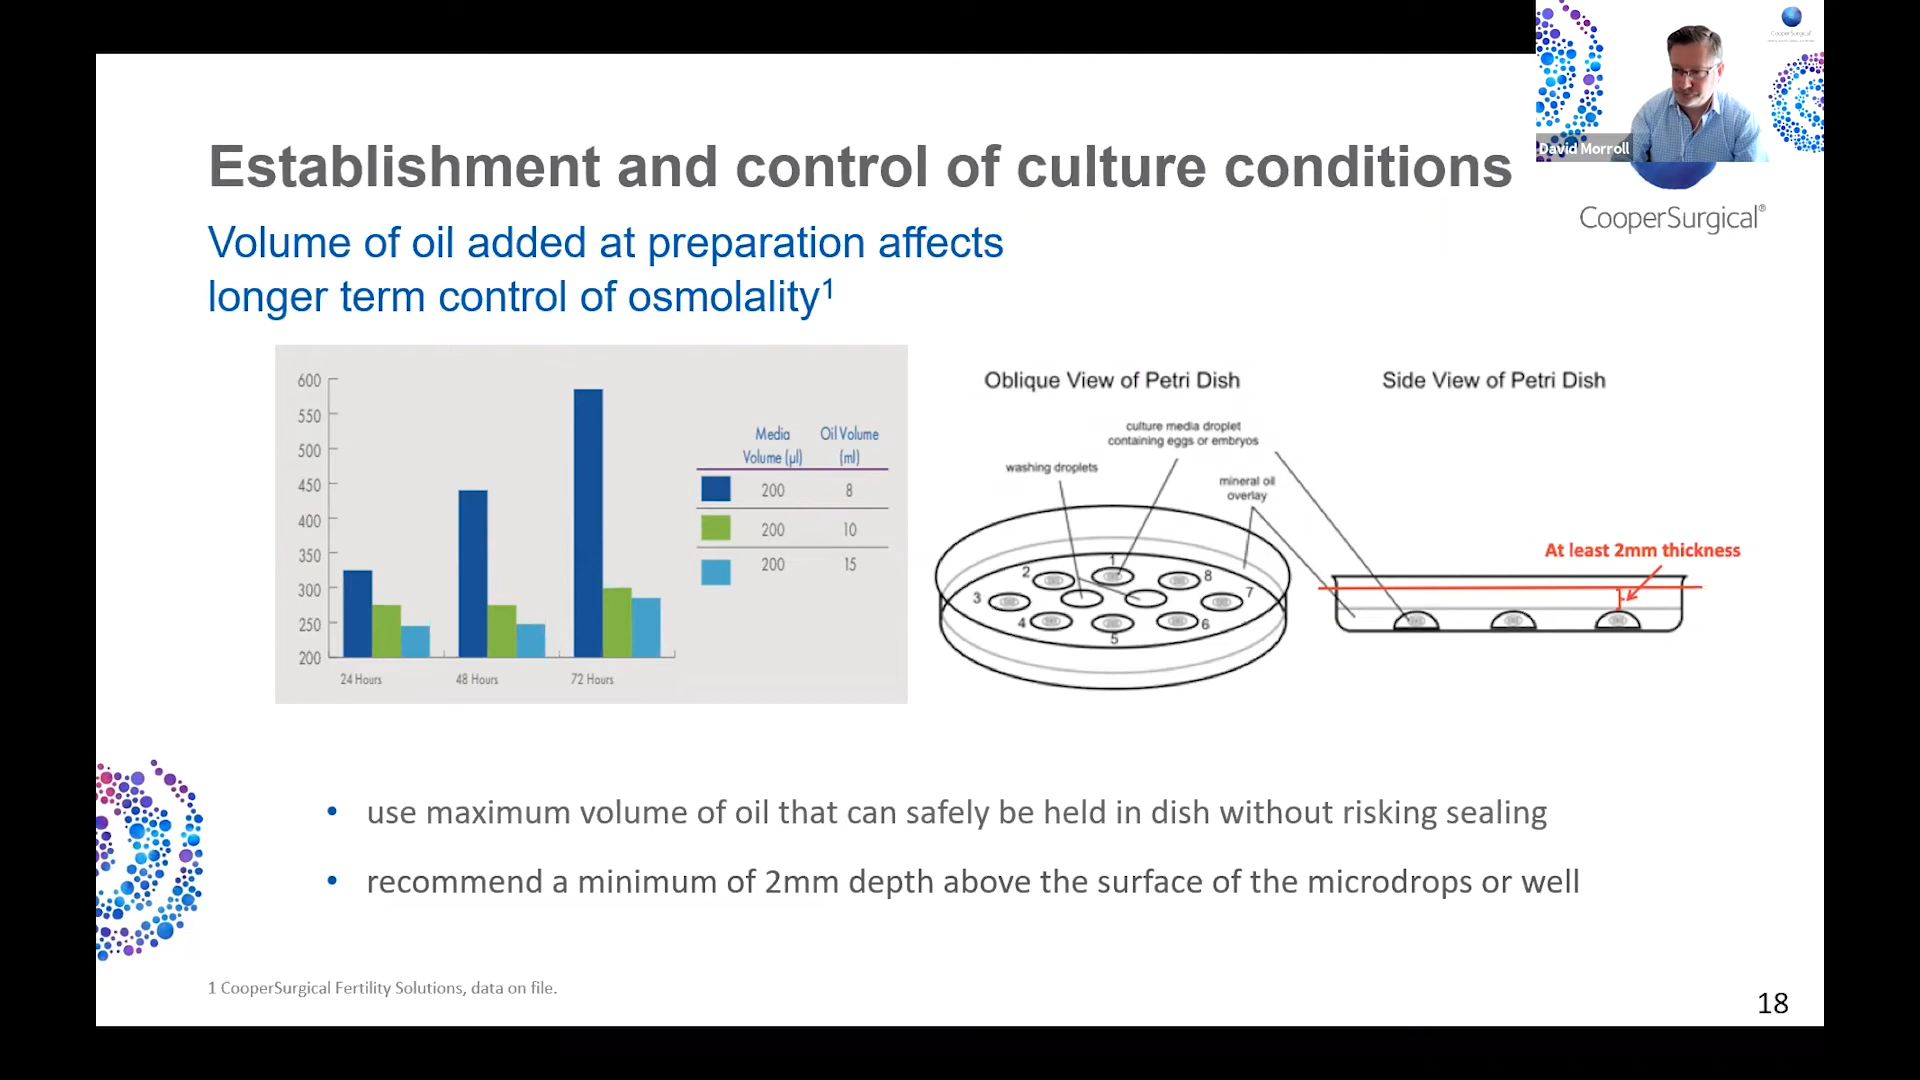 CooperSurgical
David Morroll
Establishment and control of culture conditions
CooperSurgical®
Volume of oil added at preparation affects
longer term control of osmolality¹
600
550
500
450
400
350
300
250
200
24 Hours
48 Hours
72 Hours
Media Oil Volume
Volume (µl) (ml)
200 8
200 10
200 15
Oblique View of Petri Dish
Side View of Petri Dish
culture media droplet
containing eggs or embryos
washing droplets
mineral oil
overlay
1
2
3
4
5
6
7
8
At least 2mm thickness
• use maximum volume of oil that can safely be held in dish without risking sealing
• recommend a minimum of 2mm depth above the surface of the microdrops or well
1 CooperSurgical Fertility Solutions, data on file.
18